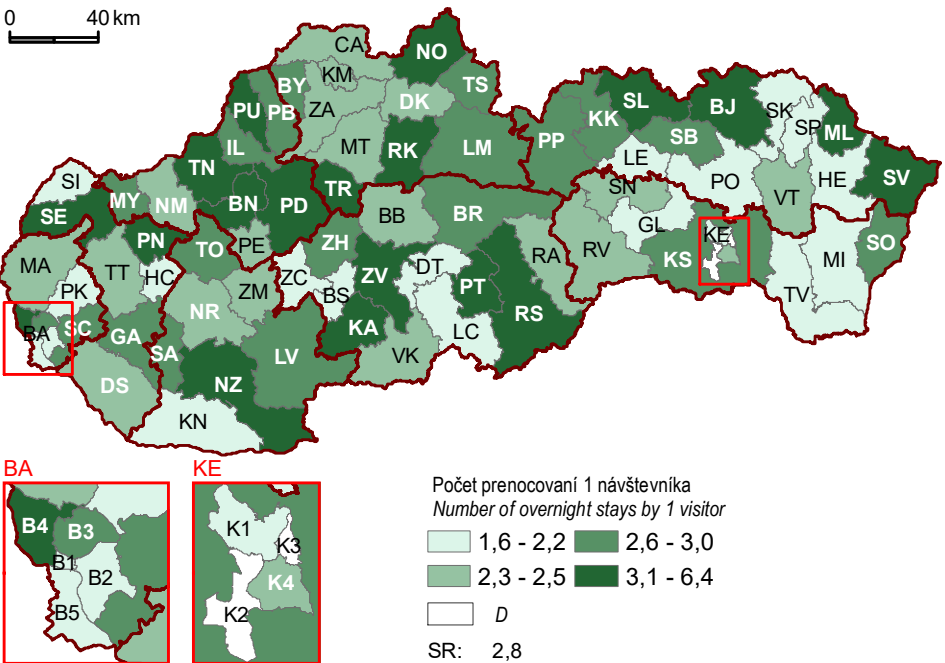 0 40 km
CA
NO
KM
BY
TS
PU
PB
ZA
DK
SL
BJ
SK
KK
SP
IL
MT
RK
LM
PP
SB
ML
TN
LE
SI
TR
PO
HE
SV
MY
NM
BN
PD
SN
VT
SE
BB
BR
GL
KE
PN
TO
PE
ZH
RA
RV
KS
SO
MA
TT
HC
ZC
ZV
DT
MI
PK
ZM
BS
PT
TV
NR
RS
BA
SC
GA
SA
KA
LC
LV
VK
DS
NZ
KN
BA
B4
B3
B1
B2
B5
KE
K1
K3
K4
K2
Počet prenocovaní 1 návštevníka
Number of overnight stays by 1 visitor
1,6 - 2,2 2,6 - 3,0
2,3 - 2,5 3,1 - 6,4
D
SR: 2,8